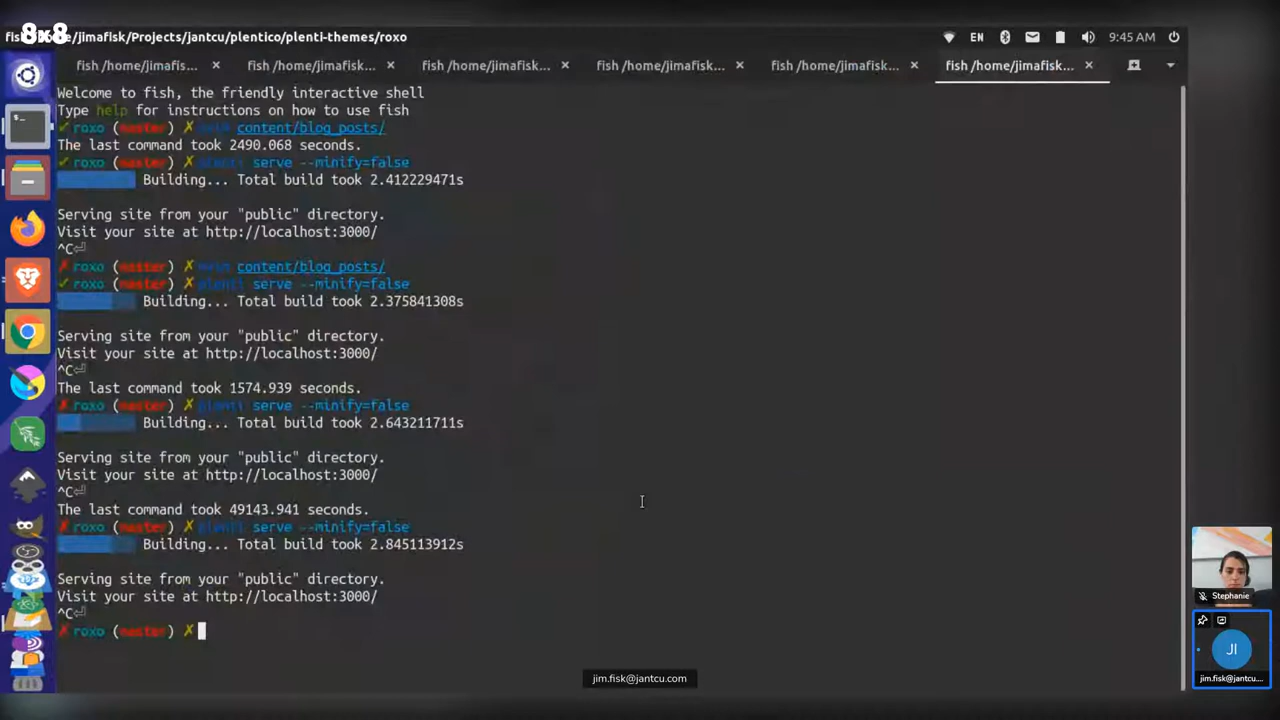 8x8
fish /home/jimafisk/Projects/jantcu/plentico/plenti-themes/roxo
EN
9:45 AM
fish /home/jimafis... × fish /home/jimafisk... × fish /home/jimafisk... × fish /home/jimafisk... × fish /home/jimafisk... × fish /home/jimafisk... ×
Welcome to fish, the friendly interactive shell
Type help for instructions on how to use fish
✓ roxo (master) ✗ content/blog_posts/
The last command took 2490.068 seconds.
✓ roxo (master) ✗ plenti serve --minify=false
Building... Total build took 2.412229471s
Serving site from your "public" directory.
Visit your site at http://localhost:3000/
^C⏎
✗ roxo (master) ✗ content/blog_posts/
✓ roxo (master) ✗ plenti serve --minify=false
Building... Total build took 2.375841308s
Serving site from your "public" directory.
Visit your site at http://localhost:3000/
^C⏎
The last command took 1574.939 seconds.
✗ roxo (master) ✗ plenti serve --minify=false
Building... Total build took 2.643211711s
Serving site from your "public" directory.
Visit your site at http://localhost:3000/
^C⏎
The last command took 49143.941 seconds.
✗ roxo (master) ✗ plenti serve --minify=false
Building... Total build took 2.845113912s
Serving site from your "public" directory.
Visit your site at http://localhost:3000/
^C⏎
✗ roxo (master) ✗
Stephanie
JI
jim.fisk@jantcu....
jim.fisk@jantcu.com